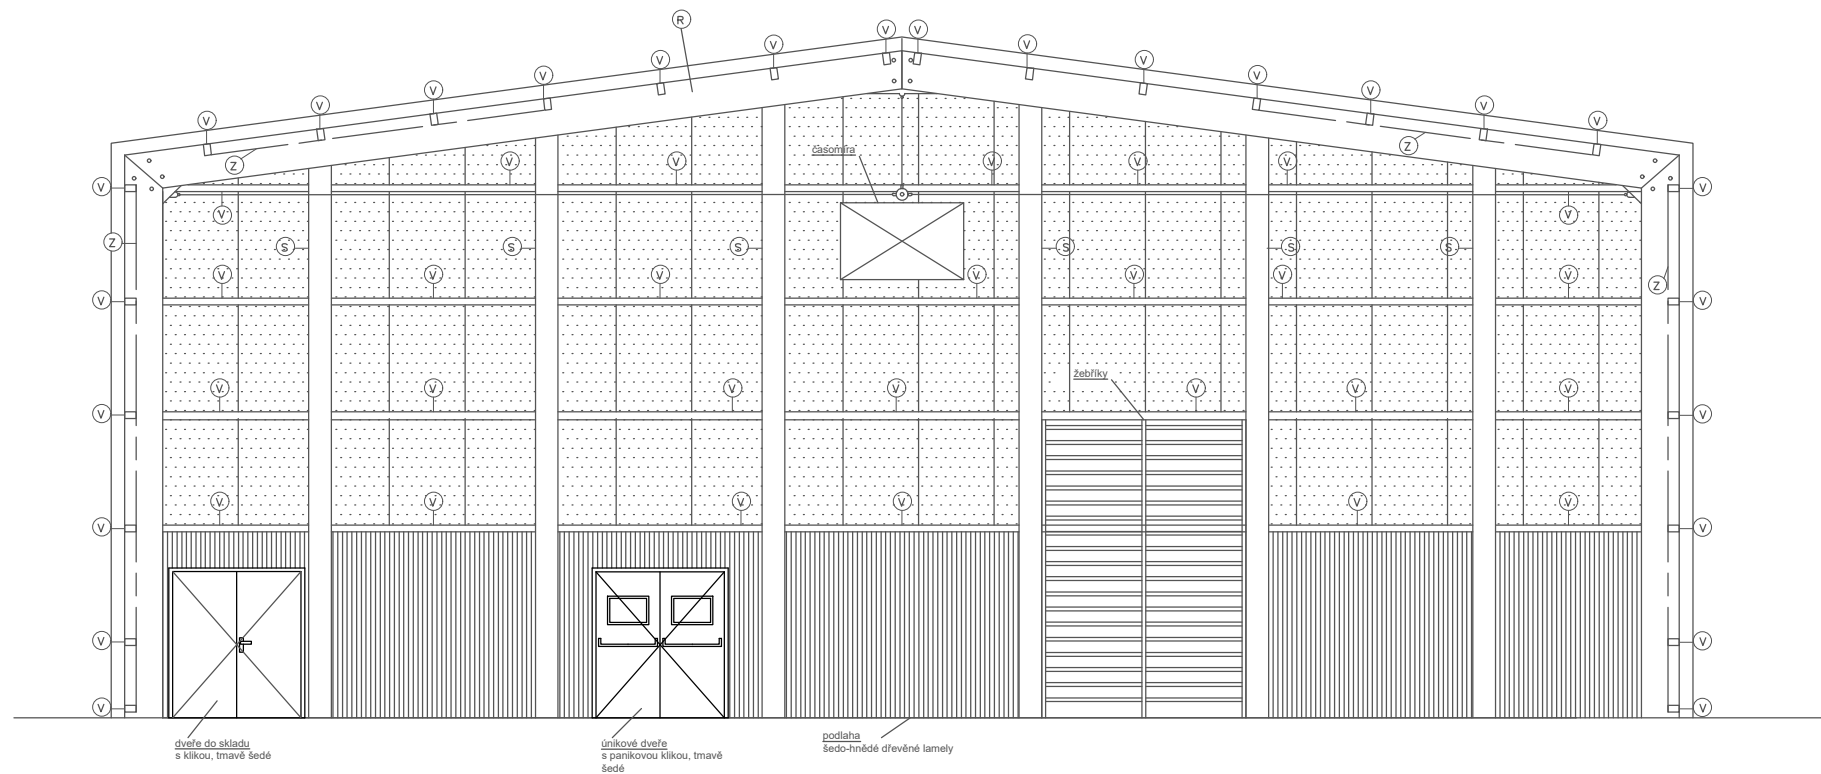 R
V V
V V
V V
V V
V V
V V
V V
Z Z
časomíra
V V V V V
V V
V V
Z S S S S S S
V V V V V V V
Z
V V
žebříky
V V V V V V V
V V
V V V V V V
V V
V V
V V
dveře do skladu
s klikou, tmavě šedé
únikové dveře
s panikovou klikou, tmavě
šedé
podlaha
šedo-hnědé dřevěné lamely